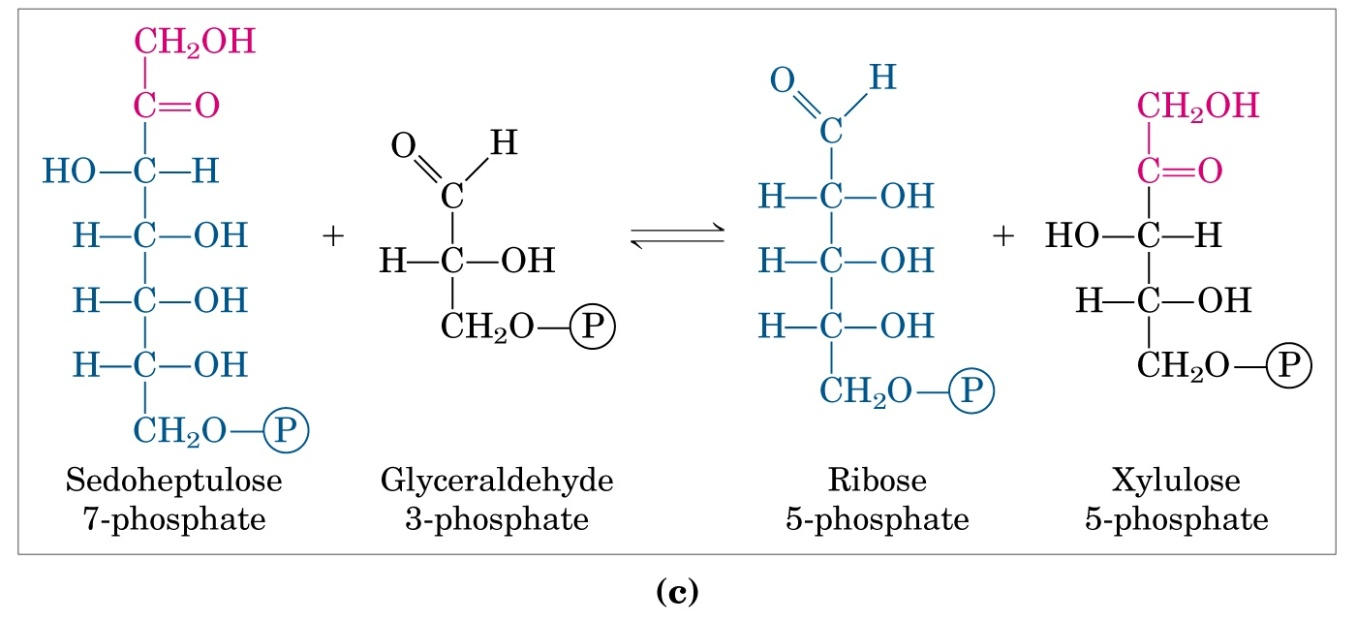 CH₂OH
C=O
HO—C—H
H—C—OH
H—C—OH
H—C—OH
CH₂O—P
Sedoheptulose
7-phosphate
+
O H
C
H—C—OH
CH₂O—P
Glyceraldehyde
3-phosphate
⇌
O H
C
H—C—OH
H—C—OH
H—C—OH
CH₂O—P
Ribose
5-phosphate
+
CH₂OH
C=O
HO—C—H
H—C—OH
CH₂O—P
Xylulose
5-phosphate
(c)